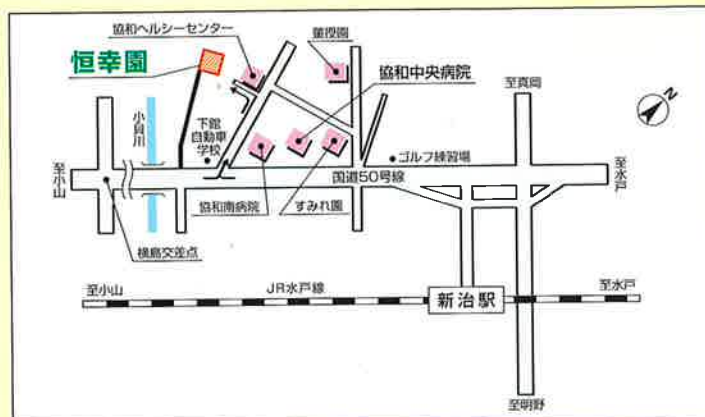 協和ヘルシーセンター
蓮授園
恒幸園
協和中央病院
至真岡
N
小貝川
下館
自動車
学校
ゴルフ練習場
至小山
国道50号線
至水戸
協和南病院
すみれ園
横島交差点
至小山
JR水戸線
新治駅
至水戸
至明野